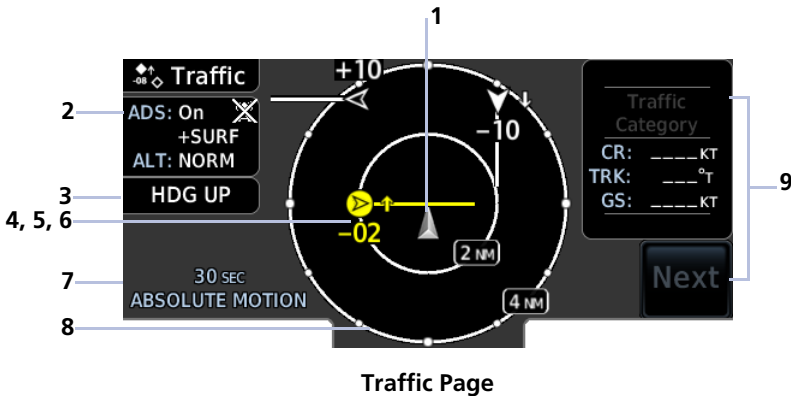 1
+10
-08 Traffic
2
ADS: On
+SURF
ALT: NORM
−10
Traffic
Category
CR: ____KT
TRK: ___°T
GS: ____KT
9
3
HDG UP
4, 5, 6
−02
2 NM
7
30 SEC
ABSOLUTE MOTION
4 NM
Next
8
Traffic Page